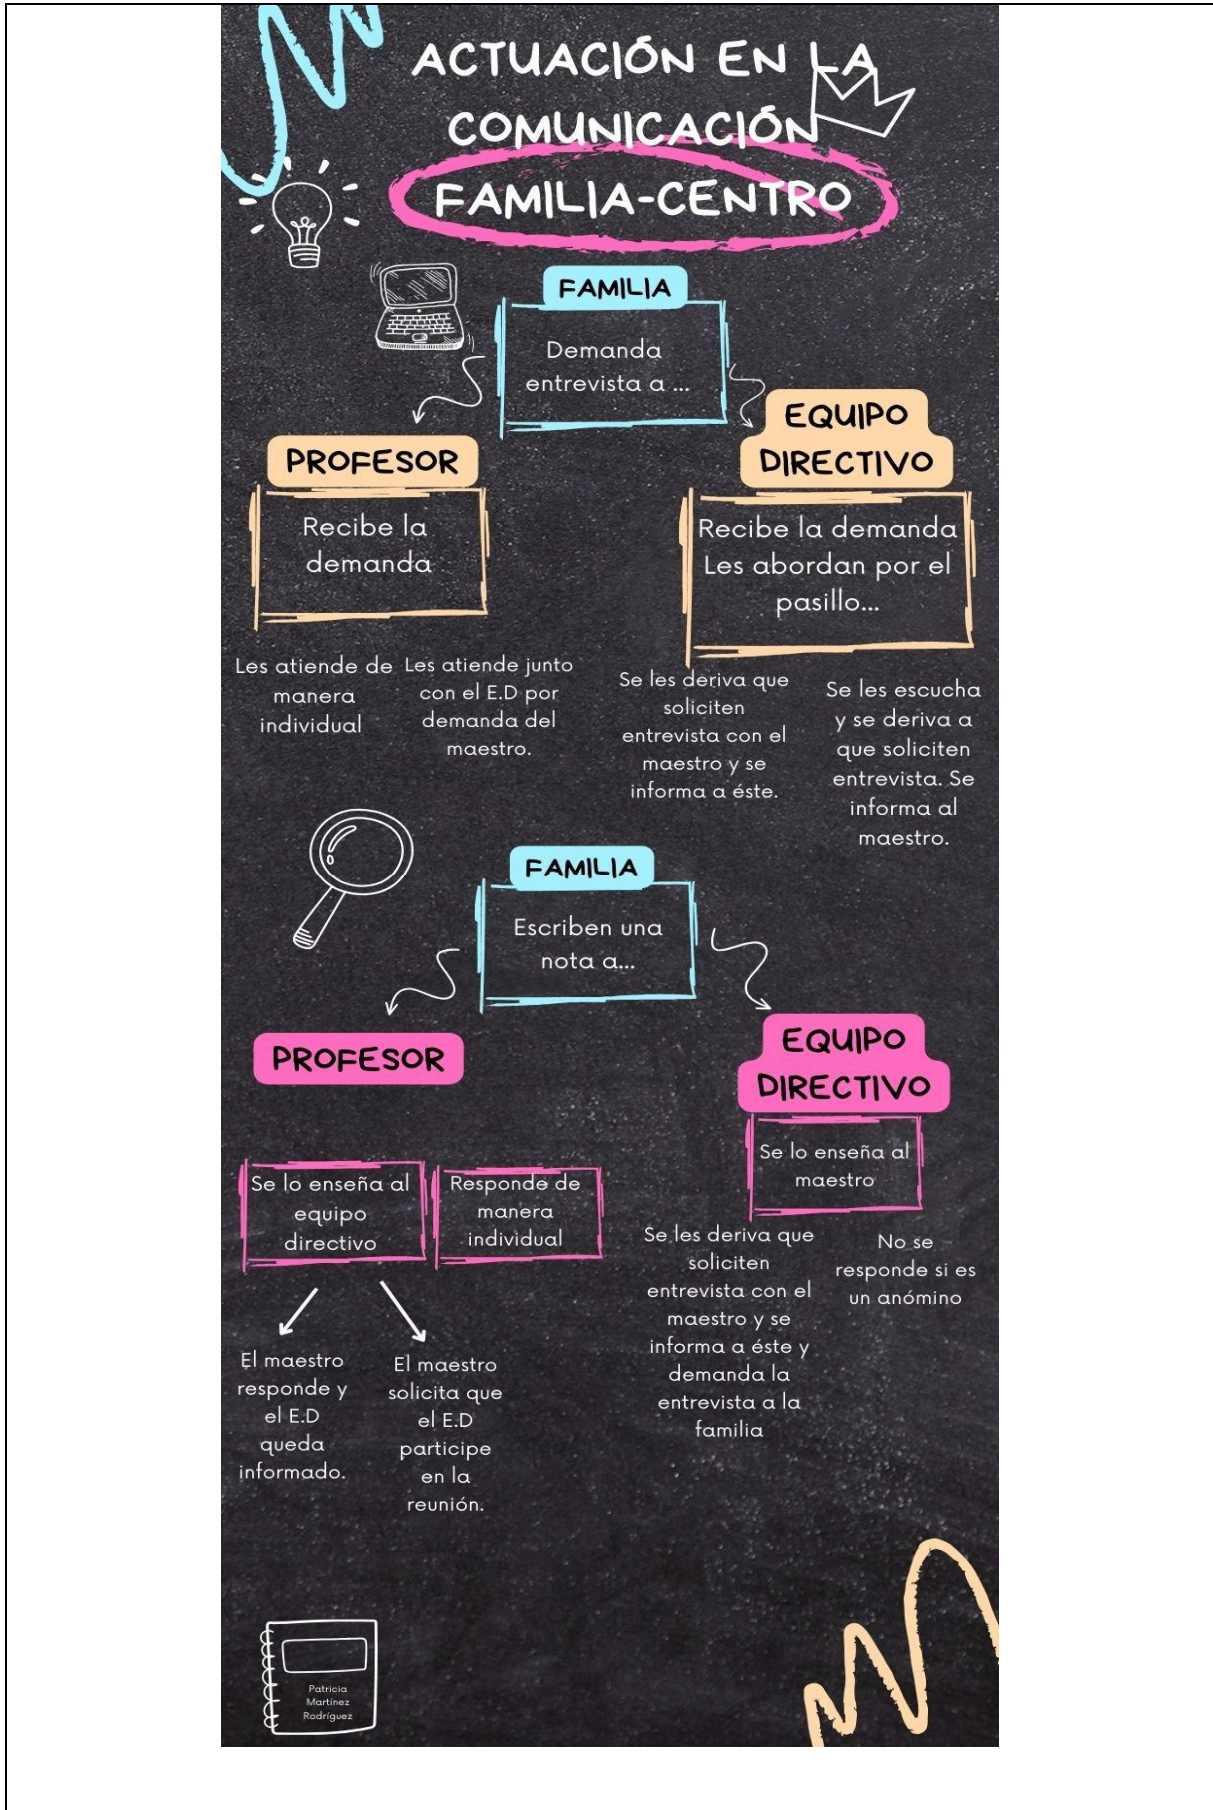 ACTUACIÓN EN LA
COMUNICACIÓN
FAMILIA-CENTRO
FAMILIA
Demanda
entrevista a ...
PROFESOR
Recibe la
demanda
EQUIPO
DIRECTIVO
Recibe la demanda
Les abordan por el
pasillo...
Les atiende de
manera
individual
Les atiende junto
con el E.D por
demanda del
maestro.
Se les deriva que
soliciten
entrevista con el
maestro y se
informa a éste.
Se les escucha
y se deriva a
que soliciten
entrevista. Se
informa al
maestro.
FAMILIA
Escriben una
nota a...
PROFESOR
Se lo enseña al
equipo
directivo
Responde de
manera
individual
El maestro
responde y
el E.D
queda
informado.
El maestro
solicita que
el E.D
participe
en la
reunión.
EQUIPO
DIRECTIVO
Se lo enseña al
maestro
Se les deriva que
soliciten
entrevista con el
maestro y se
informa a éste y
demanda la
entrevista a la
familia
No se
responde si es
un anómino
Patricia
Martínez
Rodríguez